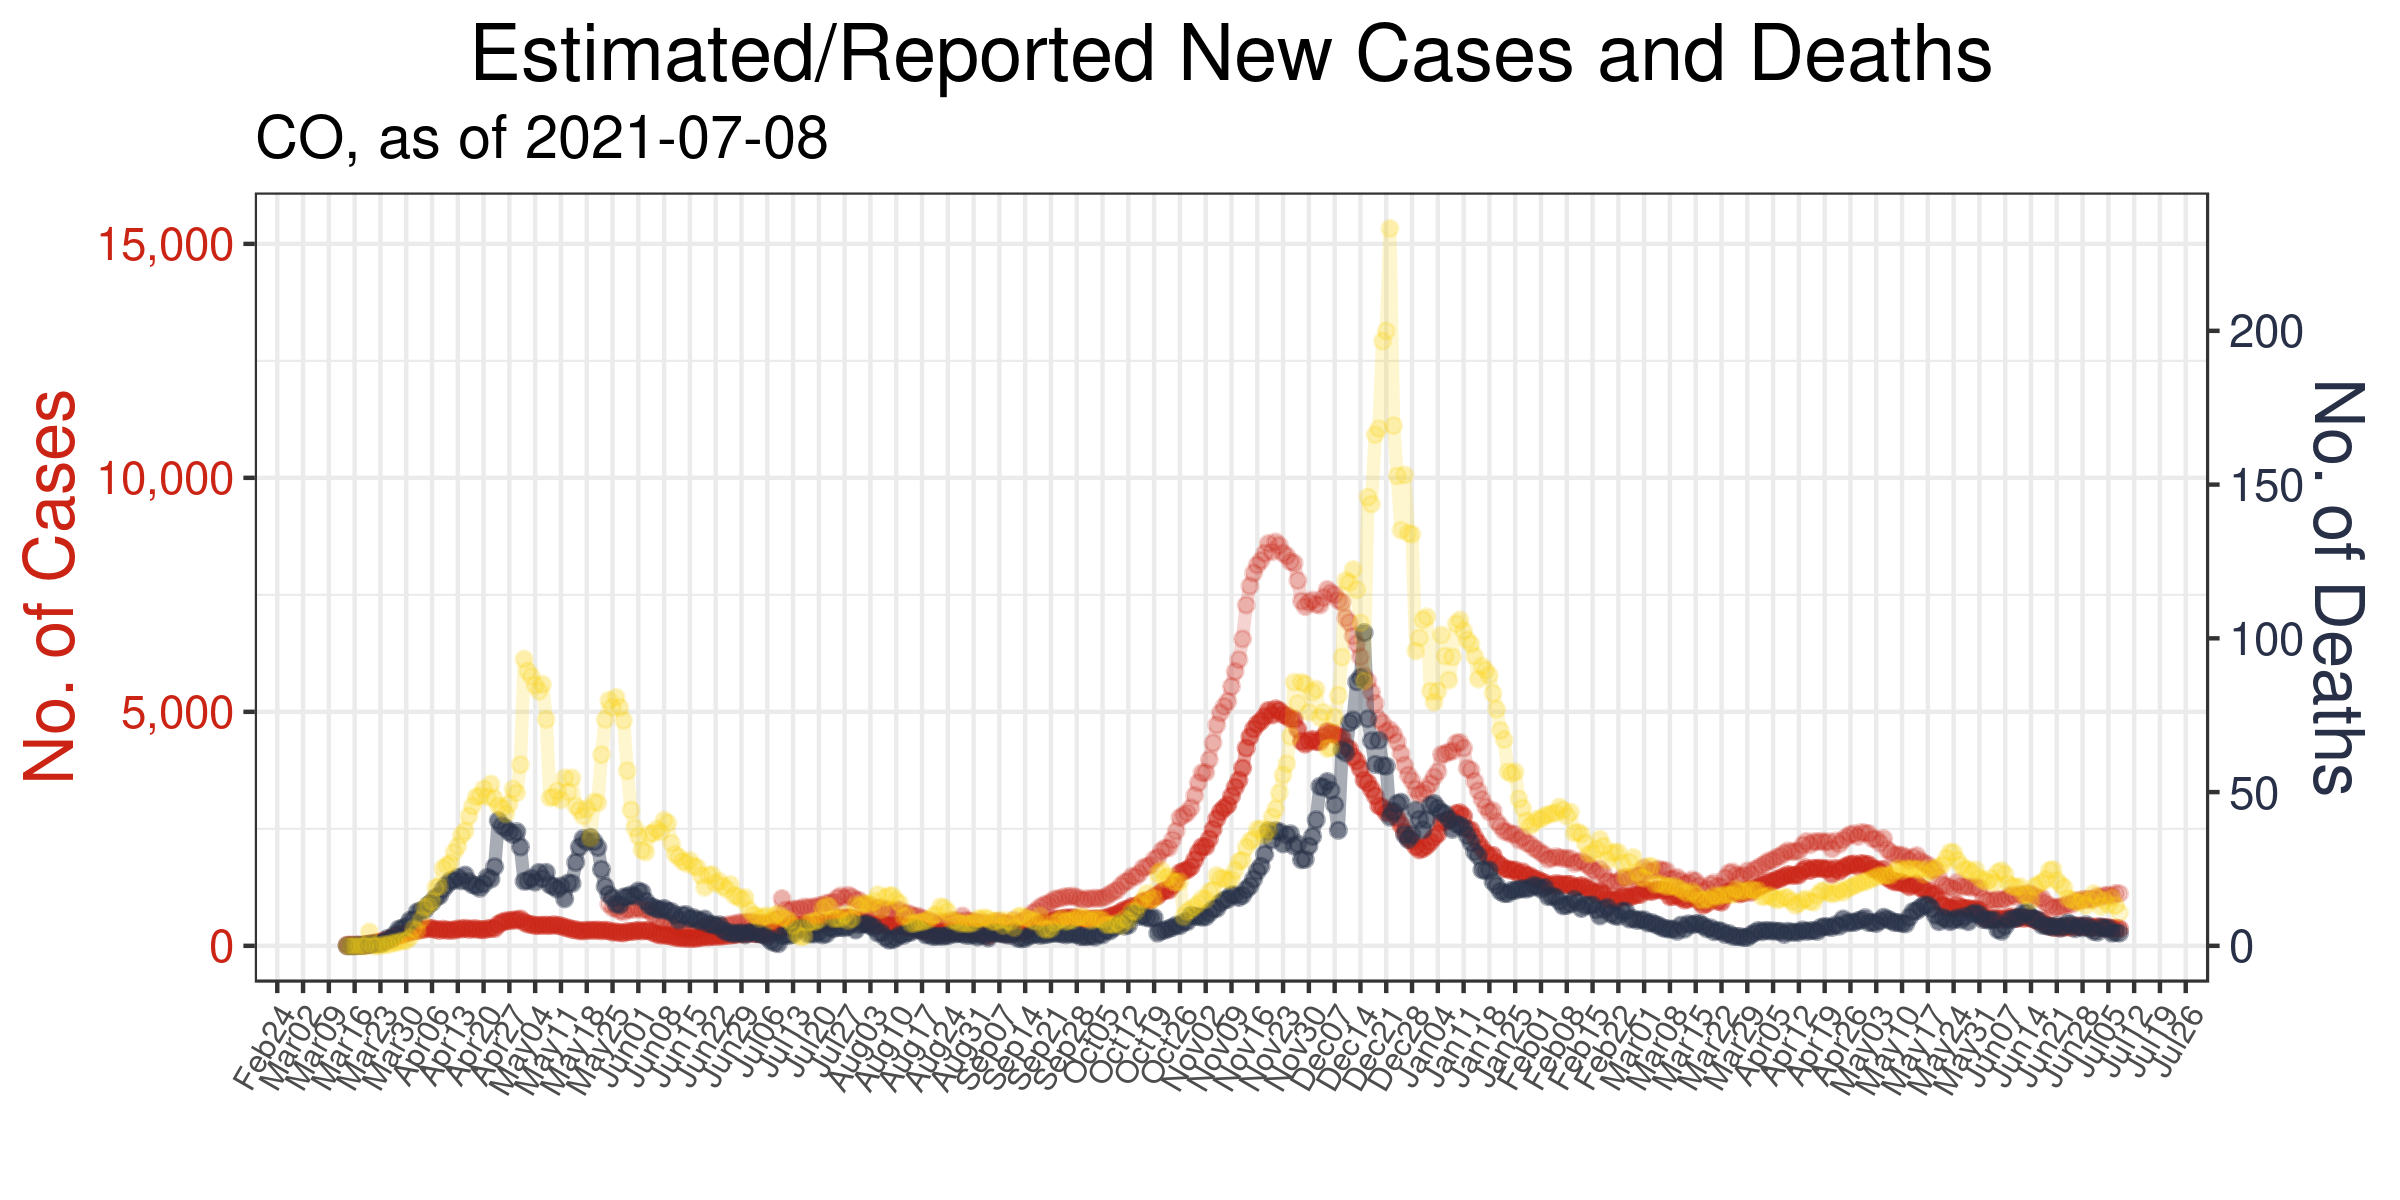 Estimated/Reported New Cases and Deaths
CO, as of 2021-07-08
No. of Cases
15,000
10,000
5,000
0
200
150
100
50
0
No. of Deaths
Feb24
Mar02
Mar09
Mar16
Mar23
Mar30
Apr06
Apr13
Apr20
Apr27
May04
May11
May18
May25
Jun01
Jun08
Jun15
Jun22
Jun29
Jul06
Jul13
Jul20
Jul27
Aug03
Aug10
Aug17
Aug24
Aug31
Sep07
Sep14
Sep21
Sep28
Oct05
Oct12
Oct19
Oct26
Nov02
Nov09
Nov16
Nov23
Nov30
Dec07
Dec14
Dec21
Dec28
Jan04
Jan11
Jan18
Jan25
Feb01
Feb08
Feb15
Feb22
Mar01
Mar08
Mar15
Mar22
Mar29
Apr05
Apr12
Apr19
Apr26
May03
May10
May17
May24
May31
Jun07
Jun14
Jun21
Jun28
Jul05
Jul12
Jul19
Jul26